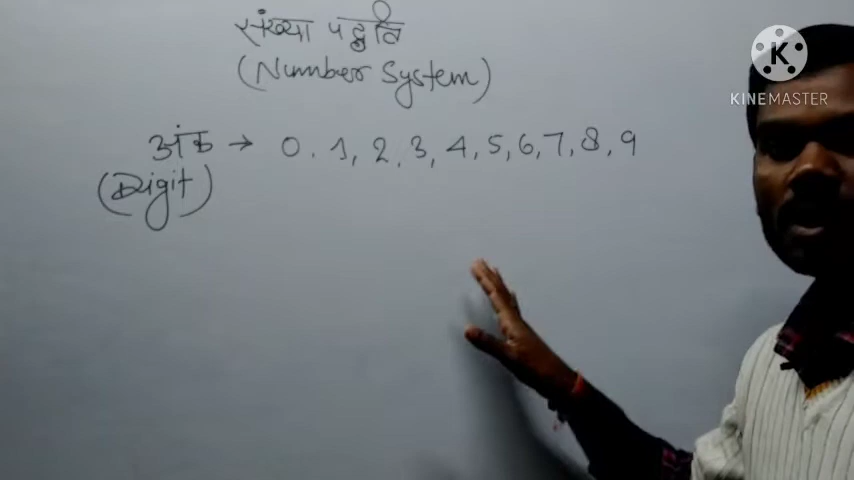 संख्या पद्धति
(Number System)
अंक → 0, 1, 2, 3, 4, 5, 6, 7, 8, 9
(Digit)
K
KINEMASTER